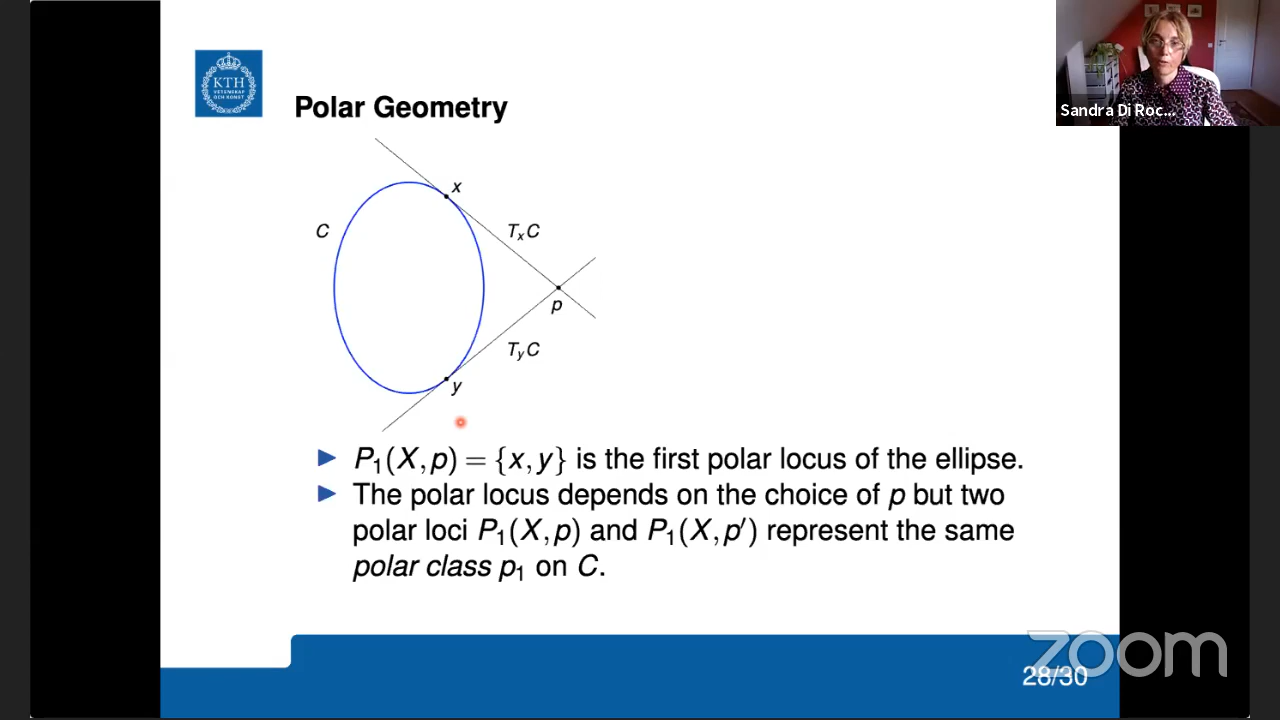 KTH
VETENSKAP
OCH KONST
Polar Geometry
Sandra Di Roc...
x
C
TₓC
p
T_yC
y
▶ P₁(X, p) = {x, y} is the first polar locus of the ellipse.
▶ The polar locus depends on the choice of p but two
polar loci P₁(X, p) and P₁(X, p′) represent the same
polar class p₁ on C.
zoom
28/30